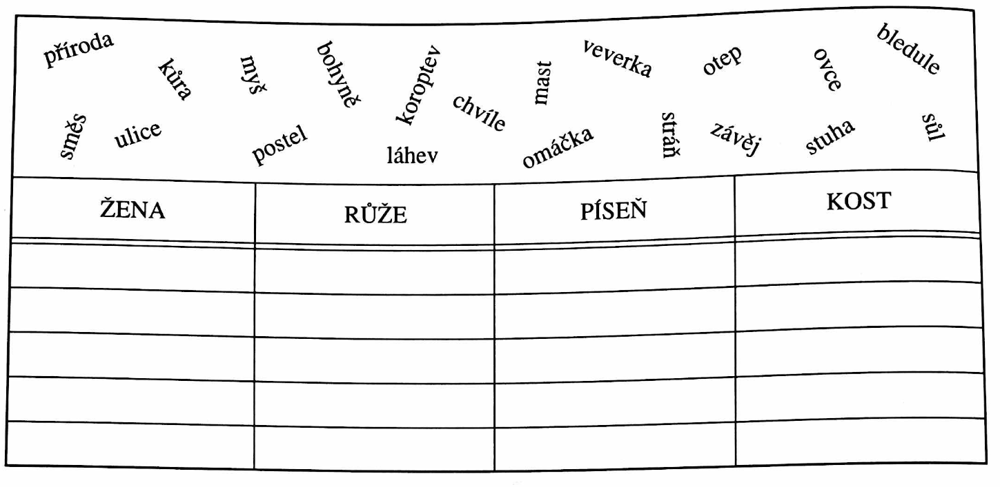 příroda
kůra
myš
bohyně
koroptev
chvíle
mast
veverka
otep
ovce
bledule
směs
ulice
postel
láhev
omáčka
stráň
závěj
stuha
sůl
ŽENA RŮŽE PÍSEŇ KOST